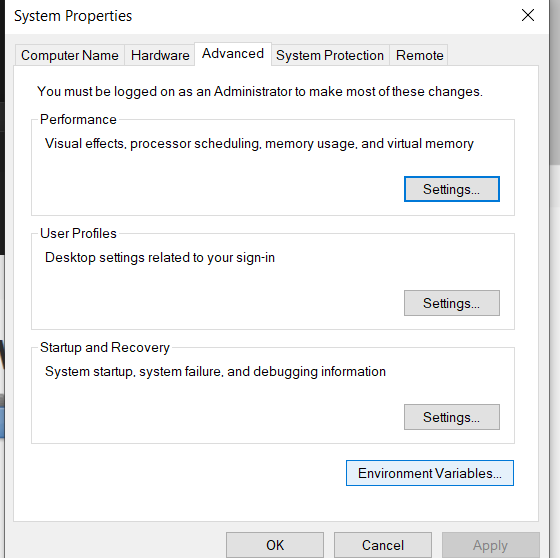 System Properties
Computer Name Hardware Advanced System Protection Remote
You must be logged on as an Administrator to make most of these changes.
Performance
Visual effects, processor scheduling, memory usage, and virtual memory
Settings...
User Profiles
Desktop settings related to your sign-in
Settings...
Startup and Recovery
System startup, system failure, and debugging information
Settings...
Environment Variables...
OK Cancel Apply